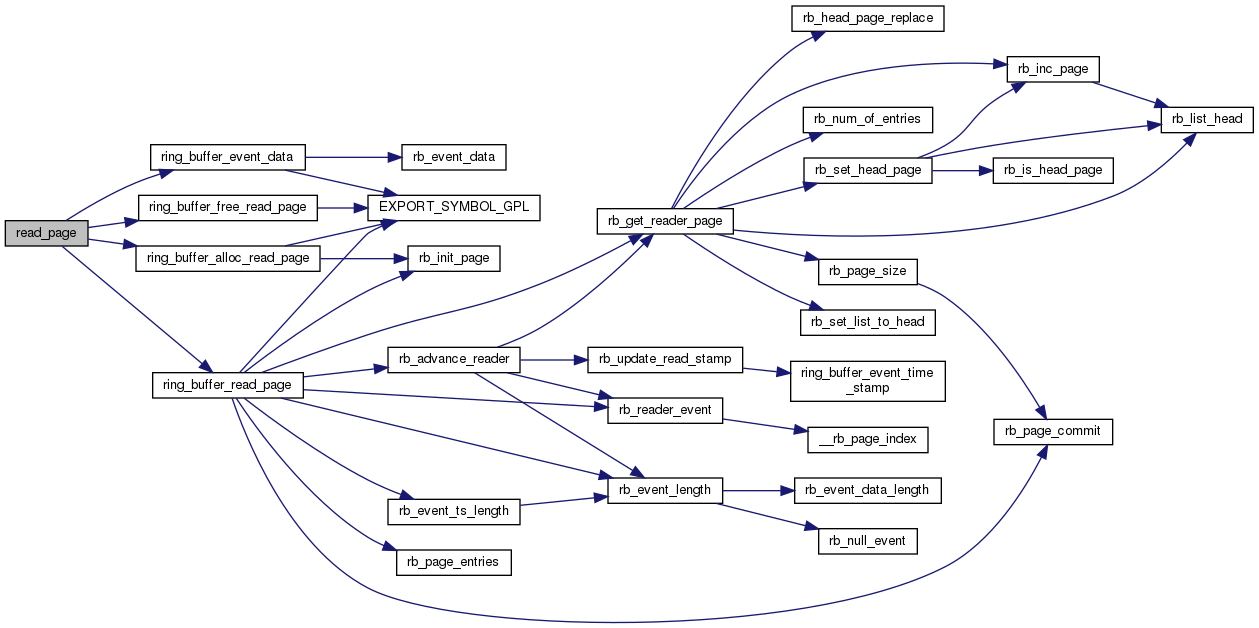 read_page
ring_buffer_event_data
ring_buffer_free_read_page
ring_buffer_alloc_read_page
ring_buffer_read_page
rb_event_data
EXPORT_SYMBOL_GPL
rb_init_page
rb_advance_reader
rb_event_ts_length
rb_page_entries
rb_get_reader_page
rb_update_read_stamp
rb_reader_event
rb_event_length
rb_head_page_replace
rb_num_of_entries
rb_set_head_page
rb_page_size
rb_set_list_to_head
ring_buffer_event_time
_stamp
__rb_page_index
rb_event_data_length
rb_null_event
rb_inc_page
rb_is_head_page
rb_page_commit
rb_list_head